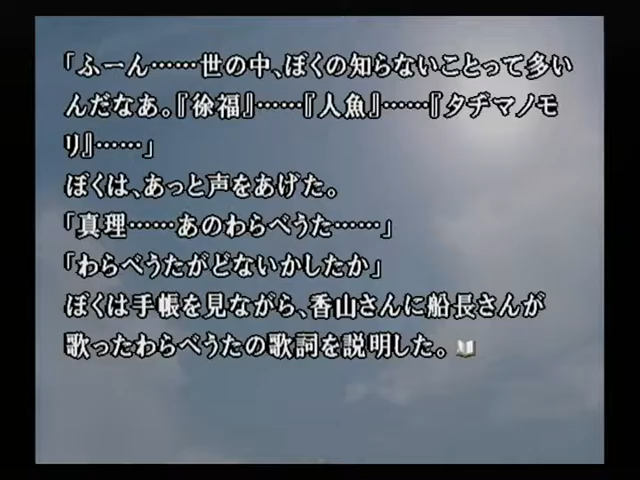 「ふーん……世の中、ぼくの知らないことって多い
んだなあ。『徐福』……『人魚』……『タヂマノモ
リ』……」
ぼくは、あっと声をあげた。
「真理……あのわらべうた……」
「わらべうたがどないかしたか」
ぼくは手帳を見ながら、香山さんに船長さんが
歌ったわらべうたの歌詞を説明した。